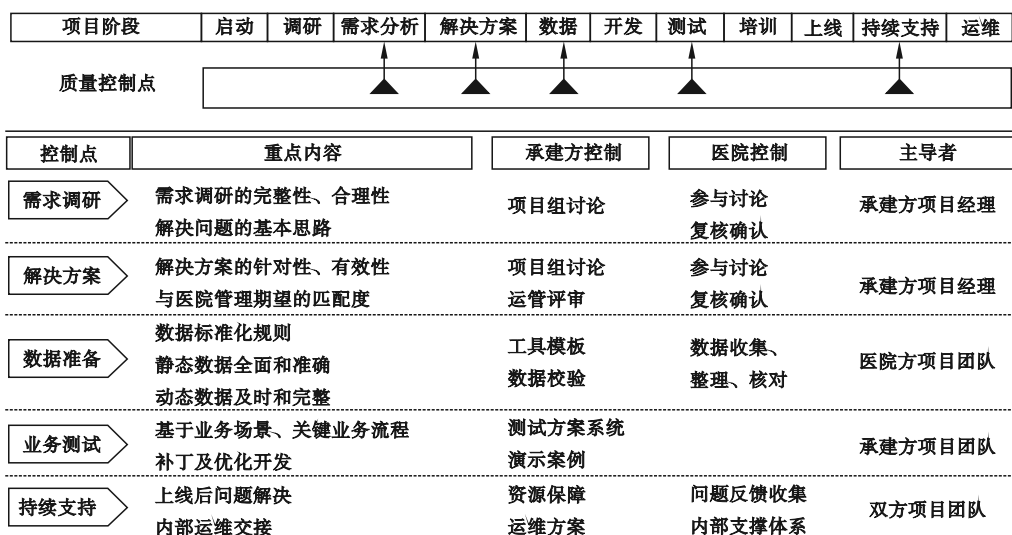 项目阶段 启动 调研 需求分析 解决方案 数据 开发 测试 培训 上线 持续支持 运维
质量控制点
控制点 重点内容 承建方控制 医院控制 主导者
需求调研
需求调研的完整性、合理性
解决问题的基本思路
项目组讨论
参与讨论
复核确认
承建方项目经理
解决方案
解决方案的针对性、有效性
与医院管理期望的匹配度
项目组讨论
运管评审
参与讨论
复核确认
承建方项目经理
数据准备
数据标准化规则
静态数据全面和准确
动态数据及时和完整
工具模板
数据校验
数据收集、
整理、核对
医院方项目团队
业务测试
基于业务场景、关键业务流程
补丁及优化开发
测试方案系统
演示案例
承建方项目团队
持续支持
上线后问题解决
内部运维交接
资源保障
运维方案
问题反馈收集
内部支撑体系
双方项目团队